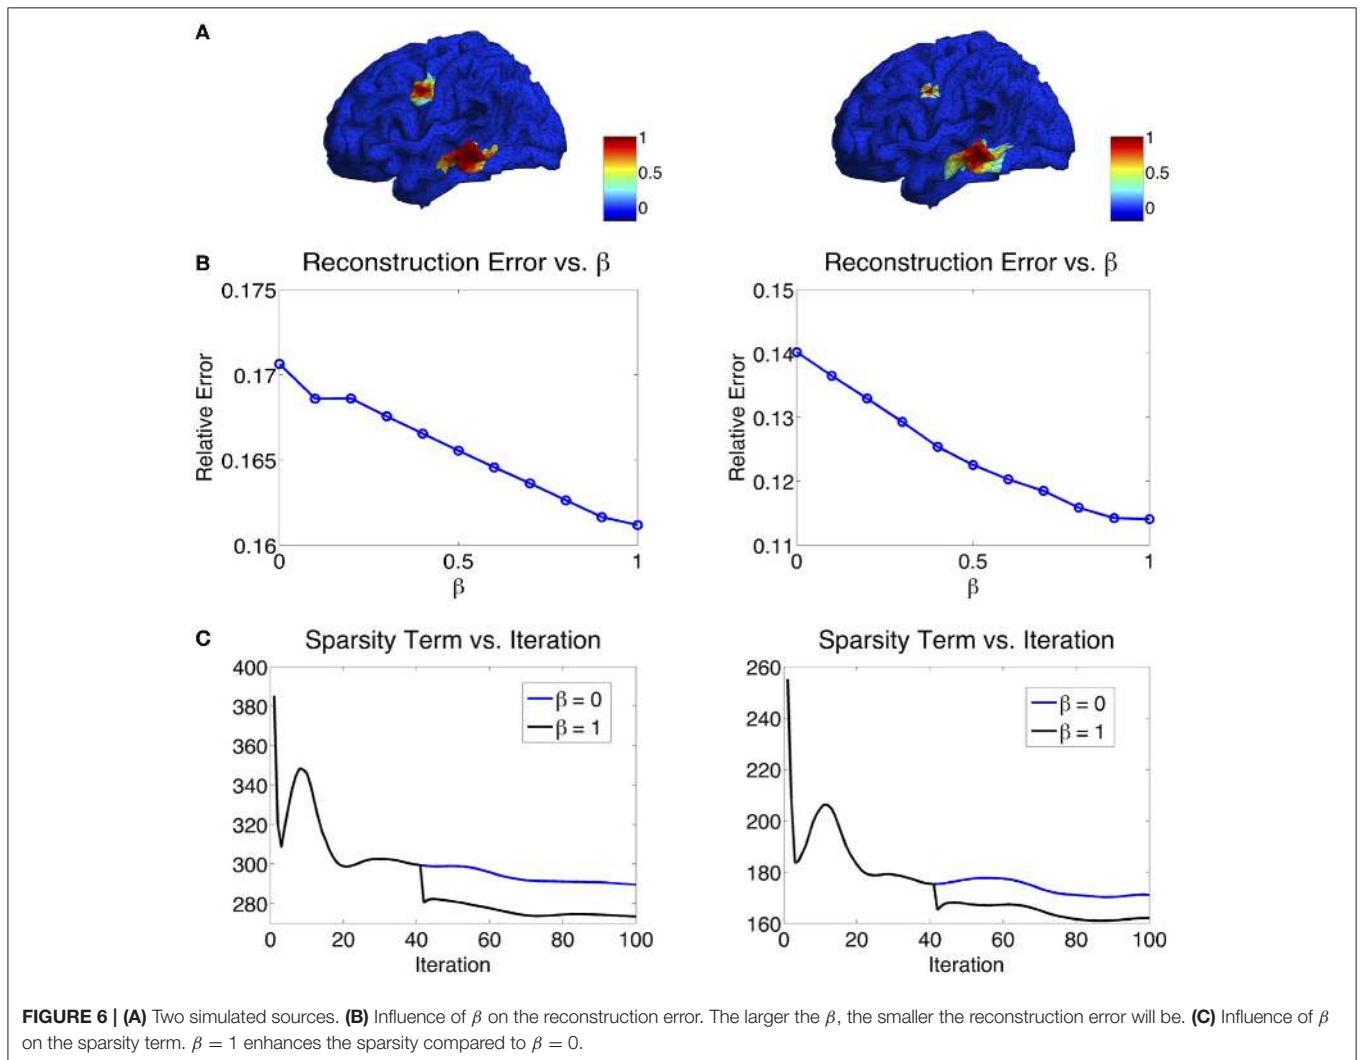 A
1
0.5
0
1
0.5
0
B
Reconstruction Error vs. β
0.175
0.17
0.165
0.16
Relative Error
0 0.5 1
β
Reconstruction Error vs. β
0.15
0.14
0.13
0.12
0.11
Relative Error
0 0.5 1
β
C
Sparsity Term vs. Iteration
400
380
360
340
320
300
280
β = 0
β = 1
0 20 40 60 80 100
Iteration
Sparsity Term vs. Iteration
260
240
220
200
180
160
β = 0
β = 1
0 20 40 60 80 100
Iteration
FIGURE 6 | (A) Two simulated sources. (B) Influence of β on the reconstruction error. The larger the β, the smaller the reconstruction error will be. (C) Influence of β
on the sparsity term. β = 1 enhances the sparsity compared to β = 0.